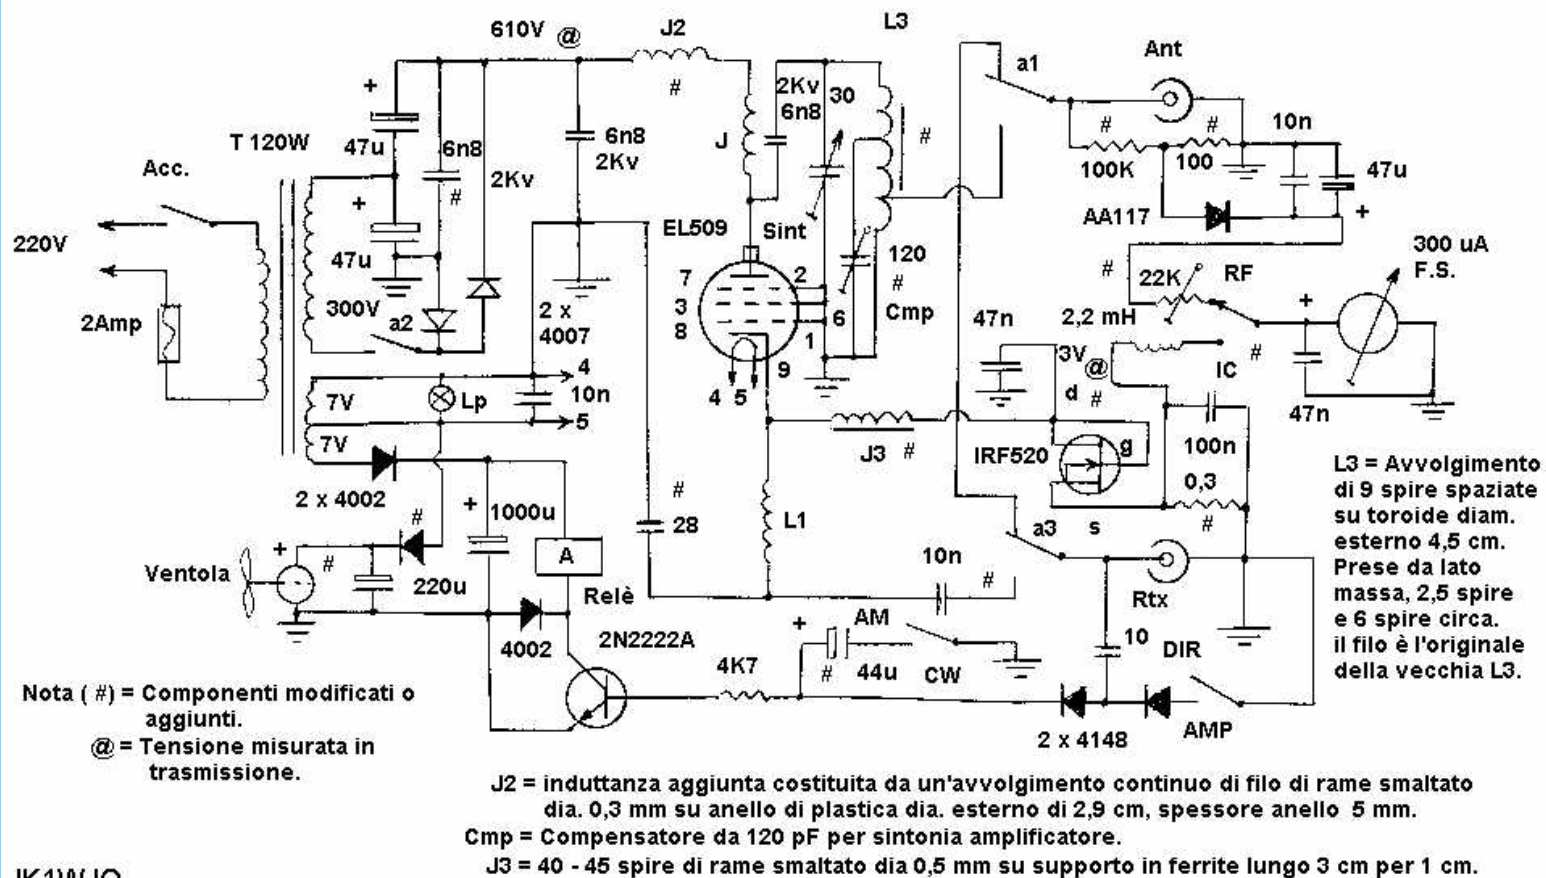 610V @
J2
#
L3
Ant
a1
+
T 120W
47u
6n8
#
2Kv
6n8
2Kv
J
2Kv
6n8
30
#
#
100K
#
100
10n
47u
+
AA117
Acc.
220V
2Amp
+
47u
300V
a2
2 x
4007
EL509
Sint
7
3
8
2
6
1
9
4 5
120
#
Cmp
47n
2,2 mH
#
22K
RF
300 uA
F.S.
+
IC
#
47n
3V
@
#
d
7V
7V
Lp
4
10n
5
J3 #
IRF520
g
s
100n
0,3
#
L3 = Avvolgimento
di 9 spire spaziate
su toroide diam.
esterno 4,5 cm.
Prese da lato
massa, 2,5 spire
e 6 spire circa.
il filo è l'originale
della vecchia L3.
2 x 4002
+
1000u
#
28
L1
a3
Ventola
+
#
#
220u
A
Relè
4002
2N2222A
10n
#
Rtx
10
4K7
+
#
44u
AM
CW
DIR
AMP
2 x 4148
Nota ( #) = Componenti modificati o
aggiunti.
@ = Tensione misurata in
trasmissione.
J2 = induttanza aggiunta costituita da un'avvolgimento continuo di filo di rame smaltato
dia. 0,3 mm su anello di plastica dia. esterno di 2,9 cm, spessore anello 5 mm.
Cmp = Compensatore da 120 pF per sintonia amplificatore.
J3 = 40 - 45 spire di rame smaltato dia 0,5 mm su supporto in ferrite lungo 3 cm per 1 cm.